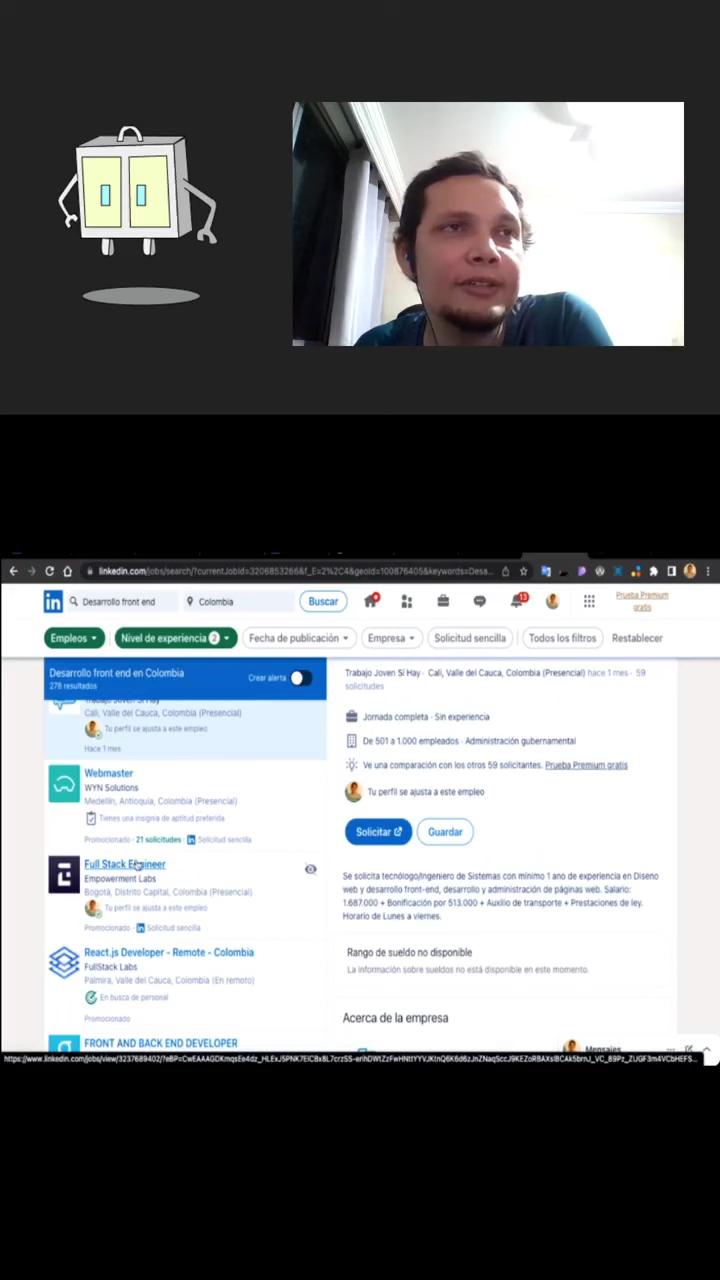 linkedin.com/jobs/search/?currentJobId=3206853266&f_E=2%2C4&geoId=100876405&keywords=Desa...
in
Desarrollo front end
Colombia
Buscar
13
Prueba Premium
gratis
Empleos
Nivel de experiencia 2
Fecha de publicación
Empresa
Solicitud sencilla
Todos los filtros
Restablecer
Desarrollo front end en Colombia
278 resultados
Crear alerta
Trabajo Joven Sí Hay
Cali, Valle del Cauca, Colombia (Presencial)
Tu perfil se ajusta a este empleo
Hace 1 mes
Webmaster
WYN Solutions
Medellín, Antioquia, Colombia (Presencial)
Tienes una insignia de aptitud preferida
Promocionado · 21 solicitudes · in Solicitud sencilla
Full Stack Engineer
Empowerment Labs
Bogotá, Distrito Capital, Colombia (Presencial)
Tu perfil se ajusta a este empleo
Promocionado · in Solicitud sencilla
React.js Developer - Remote - Colombia
FullStack Labs
Palmira, Valle del Cauca, Colombia (En remoto)
En busca de personal
Promocionado
FRONT AND BACK END DEVELOPER
Trabajo Joven Sí Hay · Cali, Valle del Cauca, Colombia (Presencial) hace 1 mes · 59
solicitudes
Jornada completa · Sin experiencia
De 501 a 1.000 empleados · Administración gubernamental
Ve una comparación con los otros 59 solicitantes. Prueba Premium gratis
Tu perfil se ajusta a este empleo
Solicitar
Guardar
Se solicita tecnólogo/Ingeniero de Sistemas con mínimo 1 ano de experiencia en Diseno
web y desarrollo front-end, desarrollo y administración de páginas web. Salario:
1.687.000 + Bonificación por 513.000 + Auxilio de transporte + Prestaciones de ley.
Horario de Lunes a viernes.
Rango de sueldo no disponible
La información sobre sueldos no está disponible en este momento.
Acerca de la empresa
Mensajes